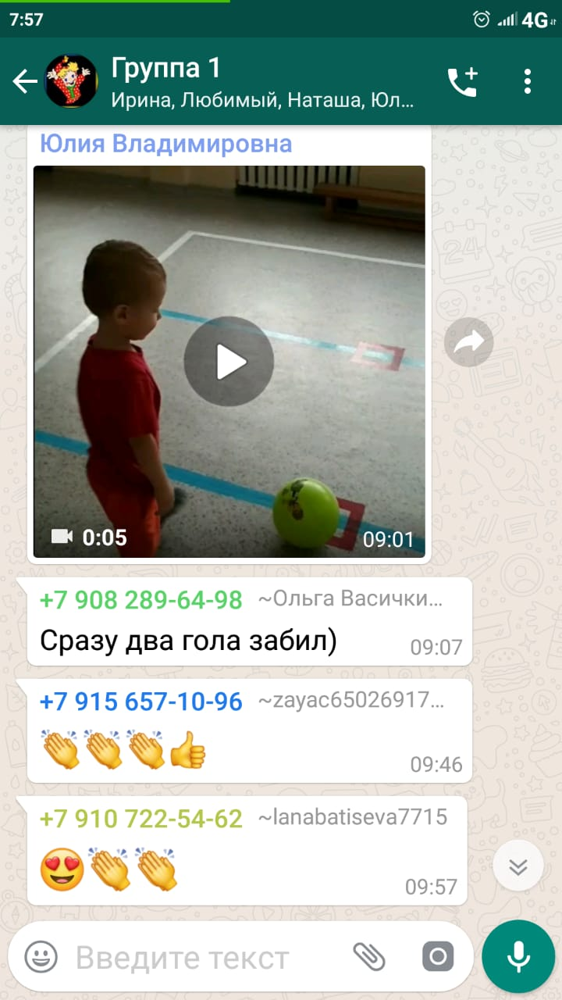 7:57
4G
Группа 1
Ирина, Любимый, Наташа, Юл...
Юлия Владимировна
0:05
09:01
+7 908 289-64-98 ~Ольга Васички...
Сразу два гола забил)
09:07
+7 915 657-10-96 ~zayac65026917...
👏👏👏👍
09:46
+7 910 722-54-62 ~lanabatiseva7715
😍👏👏
09:57
Введите текст